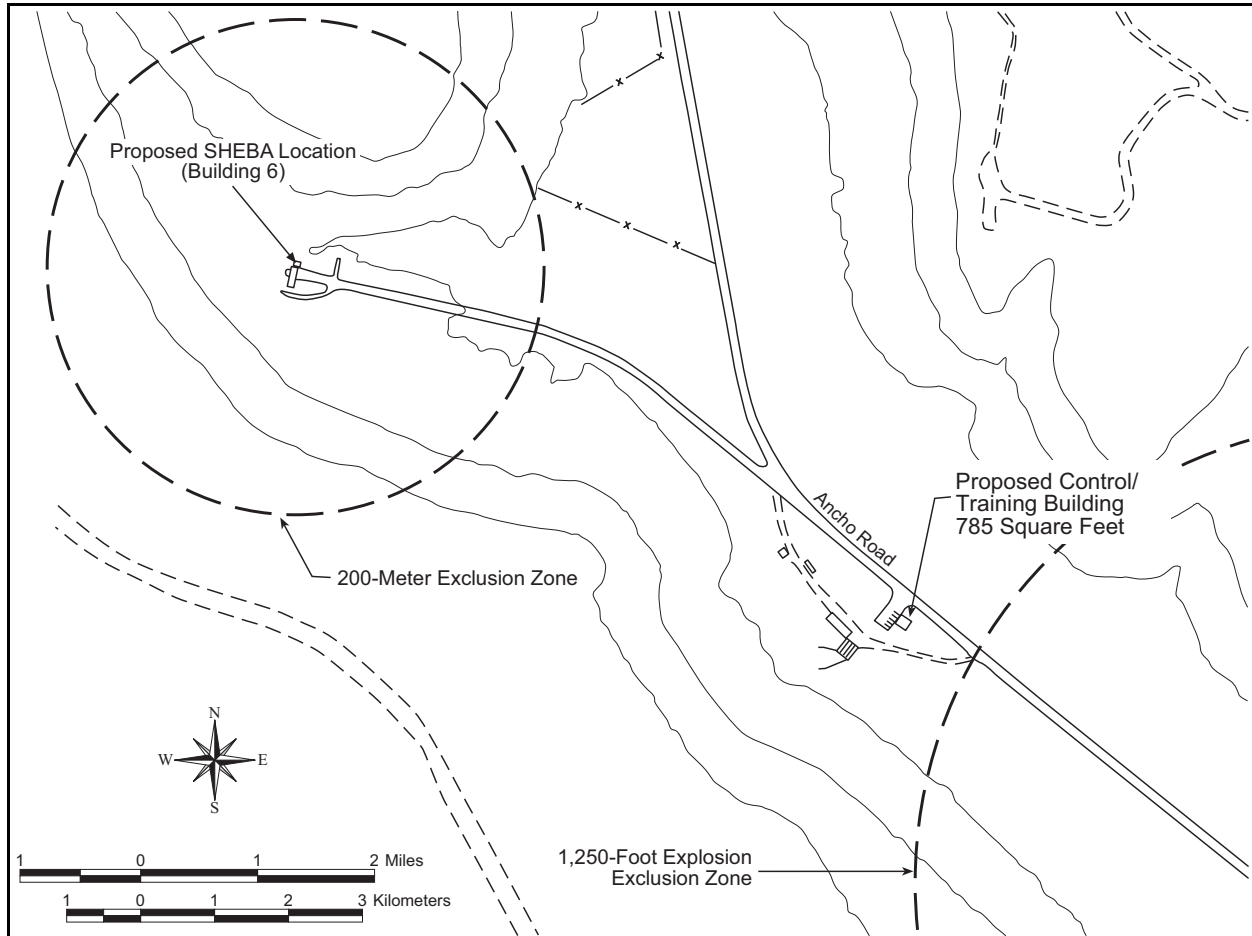 Proposed SHEBA Location
(Building 6)
Ancho Road
Proposed Control/
Training Building
785 Square Feet
200-Meter Exclusion Zone
N
W E
S
1,250-Foot Explosion
Exclusion Zone
1 0 1 2 Miles
1 0 1 2 3 Kilometers